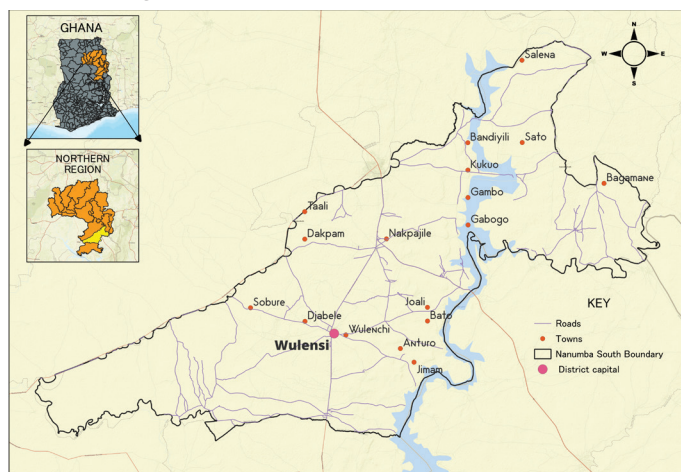 GHANA
NORTHERN
REGION
N
W
E
S
Salena
Bandiyili
Sato
Kukuo
Bagamane
Gambo
Taali
Gabogo
Dakpam
Nakpajile
Sobure
Joali
Djabele
Bato
Wulenchi
Wulensi
Anturo
Jimam
KEY
Roads
Towns
Nanumba South Boundary
District capital